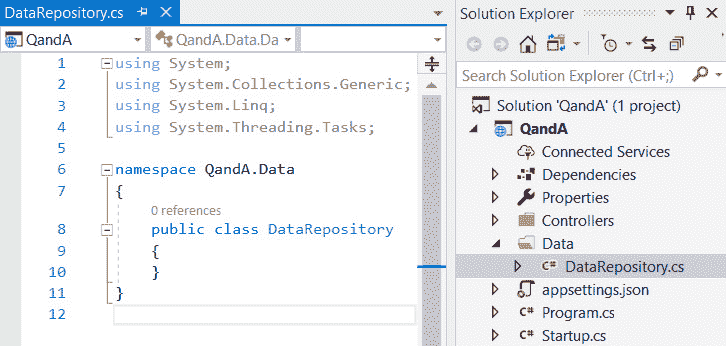 DataRepository.cs
QandA
QandA.Data.Da
1 using System;
2 using System.Collections.Generic;
3 using System.Linq;
4 using System.Threading.Tasks;
5
6 namespace QandA.Data
7 {
0 references
8 public class DataRepository
9 {
10 }
11 }
12
Solution Explorer
Search Solution Explorer (Ctrl+;)
Solution 'QandA' (1 project)
QandA
Connected Services
Dependencies
Properties
Controllers
Data
C# DataRepository.cs
appsettings.json
C# Program.cs
C# Startup.cs